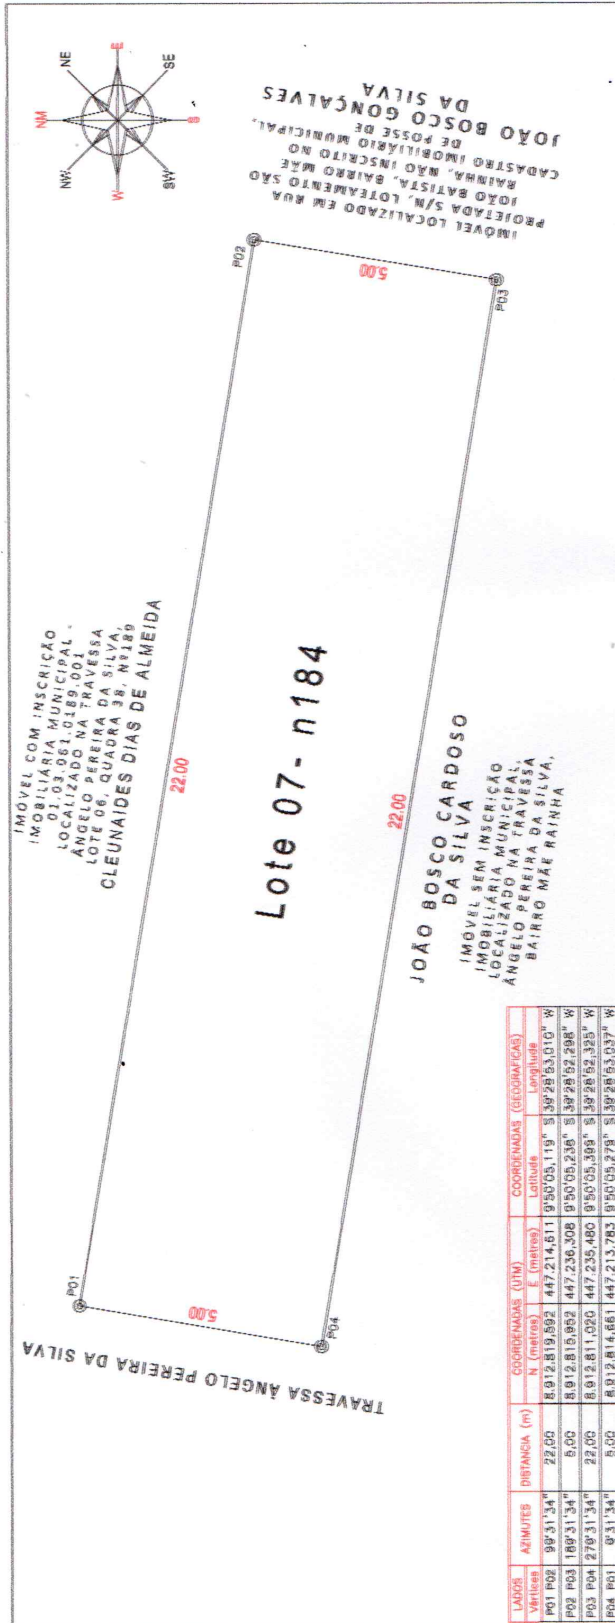 NM
NE
E
SE
S
SW
W
NW
IMÓVEL COM INSCRIÇÃO
IMOBILIÁRIA MUNICIPAL -
01.03.061.0189.001
LOCALIZADO NA TRAVESSA
ÂNGELO PEREIRA DA SILVA,
LOTE 06, QUADRA 38, Nº189
CLEUNAIDES DIAS DE ALMEIDA
IMÓVEL LOCALIZADO EM RUA
PROJETADA S/N, LOTEAMENTO SÃO
JOÃO BATISTA, BAIRRO MÃE
RAINHA, NÃO INSCRITO NO
CADASTRO IMOBILIÁRIO MUNICIPAL,
DE POSSE DE
JOÃO BOSCO GONÇALVES
DA SILVA
P01
22.00
P02
5.00
Lote 07- n184
5.00
P04
22.00
P03
TRAVESSA ÂNGELO PEREIRA DA SILVA
JOÃO BOSCO CARDOSO
DA SILVA
IMÓVEL SEM INSCRIÇÃO
IMOBILIÁRIA MUNICIPAL,
LOCALIZADO NA TRAVESSA
ÂNGELO PEREIRA DA SILVA,
BAIRRO MÃE RAINHA
LADOS AZIMUTES DISTANCIA (m) COORDENADAS (UTM) COORDENADAS (GEOGRAFICAS)
Vértices N (metros) E (metros) Latitude Longitude
P01 P02 99°31'34" 22,00 8.912.819,592 447.214,611 9°50'05,119" S 39°28'53,010" W
P02 P03 189°31'34" 5,00 8.912.815,952 447.236,308 9°50'05,238" S 39°28'52,298" W
P03 P04 279°31'34" 22,00 8.912.811,020 447.235,480 9°50'05,399" S 39°28'52,325" W
P04 P01 9°31'34" 5,00 8.912.814,661 447.213,783 9°50'05,279" S 39°28'53,037" W